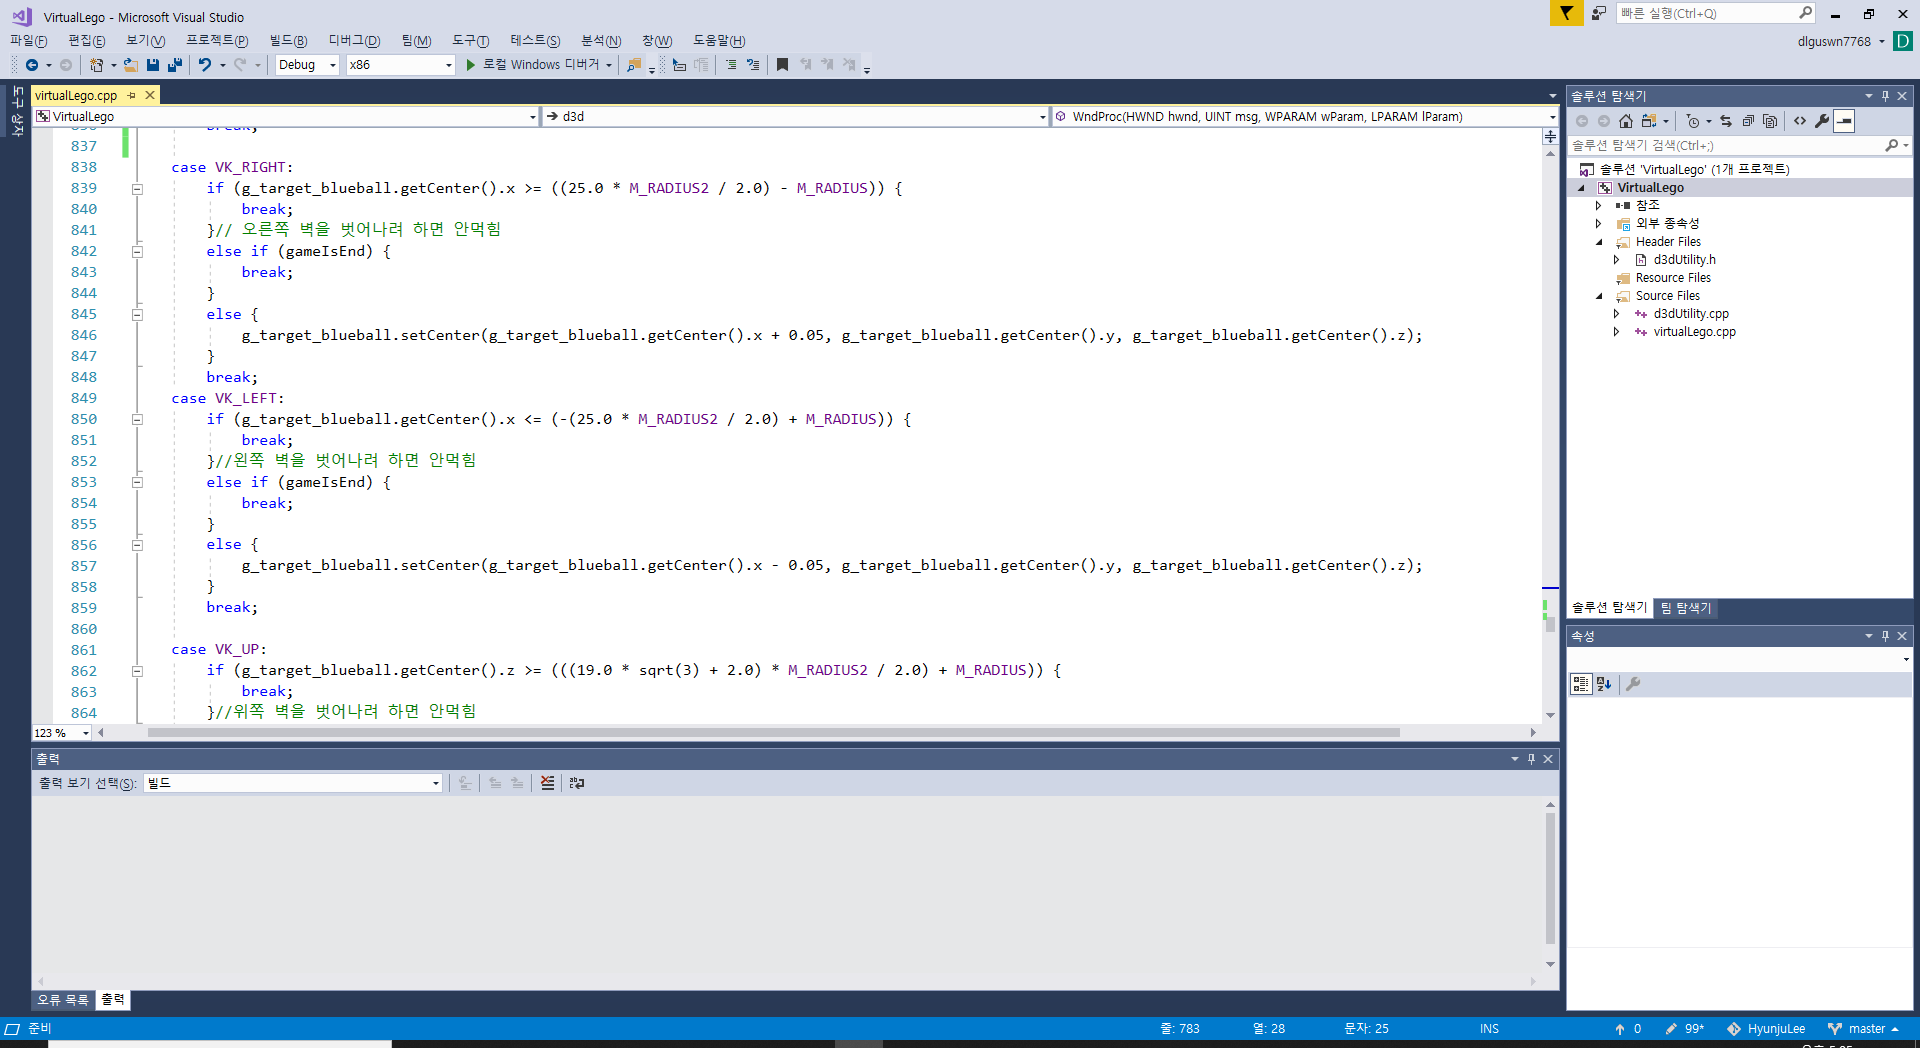 VirtualLego - Microsoft Visual Studio
빠른 실행(Ctrl+Q)
파일(F) 편집(E) 보기(V) 프로젝트(P) 빌드(B) 디버그(D) 팀(M) 도구(T) 테스트(S) 분석(N) 창(W) 도움말(H)
dlguswn7768 D
Debug x86 로컬 Windows 디버거
도구 상자
virtualLego.cpp
VirtualLego d3d WndProc(HWND hwnd, UINT msg, WPARAM wParam, LPARAM lParam)
836 break;
837
838 case VK_RIGHT:
839 if (g_target_blueball.getCenter().x >= ((25.0 * M_RADIUS2 / 2.0) - M_RADIUS)) {
840 break;
841 }// 오른쪽 벽을 벗어나려 하면 안먹힘
842 else if (gameIsEnd) {
843 break;
844 }
845 else {
846 g_target_blueball.setCenter(g_target_blueball.getCenter().x + 0.05, g_target_blueball.getCenter().y, g_target_blueball.getCenter().z);
847 }
848 break;
849 case VK_LEFT:
850 if (g_target_blueball.getCenter().x <= (-(25.0 * M_RADIUS2 / 2.0) + M_RADIUS)) {
851 break;
852 }//왼쪽 벽을 벗어나려 하면 안먹힘
853 else if (gameIsEnd) {
854 break;
855 }
856 else {
857 g_target_blueball.setCenter(g_target_blueball.getCenter().x - 0.05, g_target_blueball.getCenter().y, g_target_blueball.getCenter().z);
858 }
859 break;
860
861 case VK_UP:
862 if (g_target_blueball.getCenter().z >= (((19.0 * sqrt(3) + 2.0) * M_RADIUS2 / 2.0) + M_RADIUS)) {
863 break;
864 }//위쪽 벽을 벗어나려 하면 안먹힘
123 %
출력
출력 보기 선택(S): 빌드
오류 목록 출력
솔루션 탐색기
솔루션 탐색기 검색(Ctrl+;)
솔루션 'VirtualLego' (1개 프로젝트)
VirtualLego
참조
외부 종속성
Header Files
d3dUtility.h
Resource Files
Source Files
d3dUtility.cpp
virtualLego.cpp
솔루션 탐색기 팀 탐색기
속성
준비 줄: 783 열: 28 문자: 25 INS 0 99* HyunjuLee master